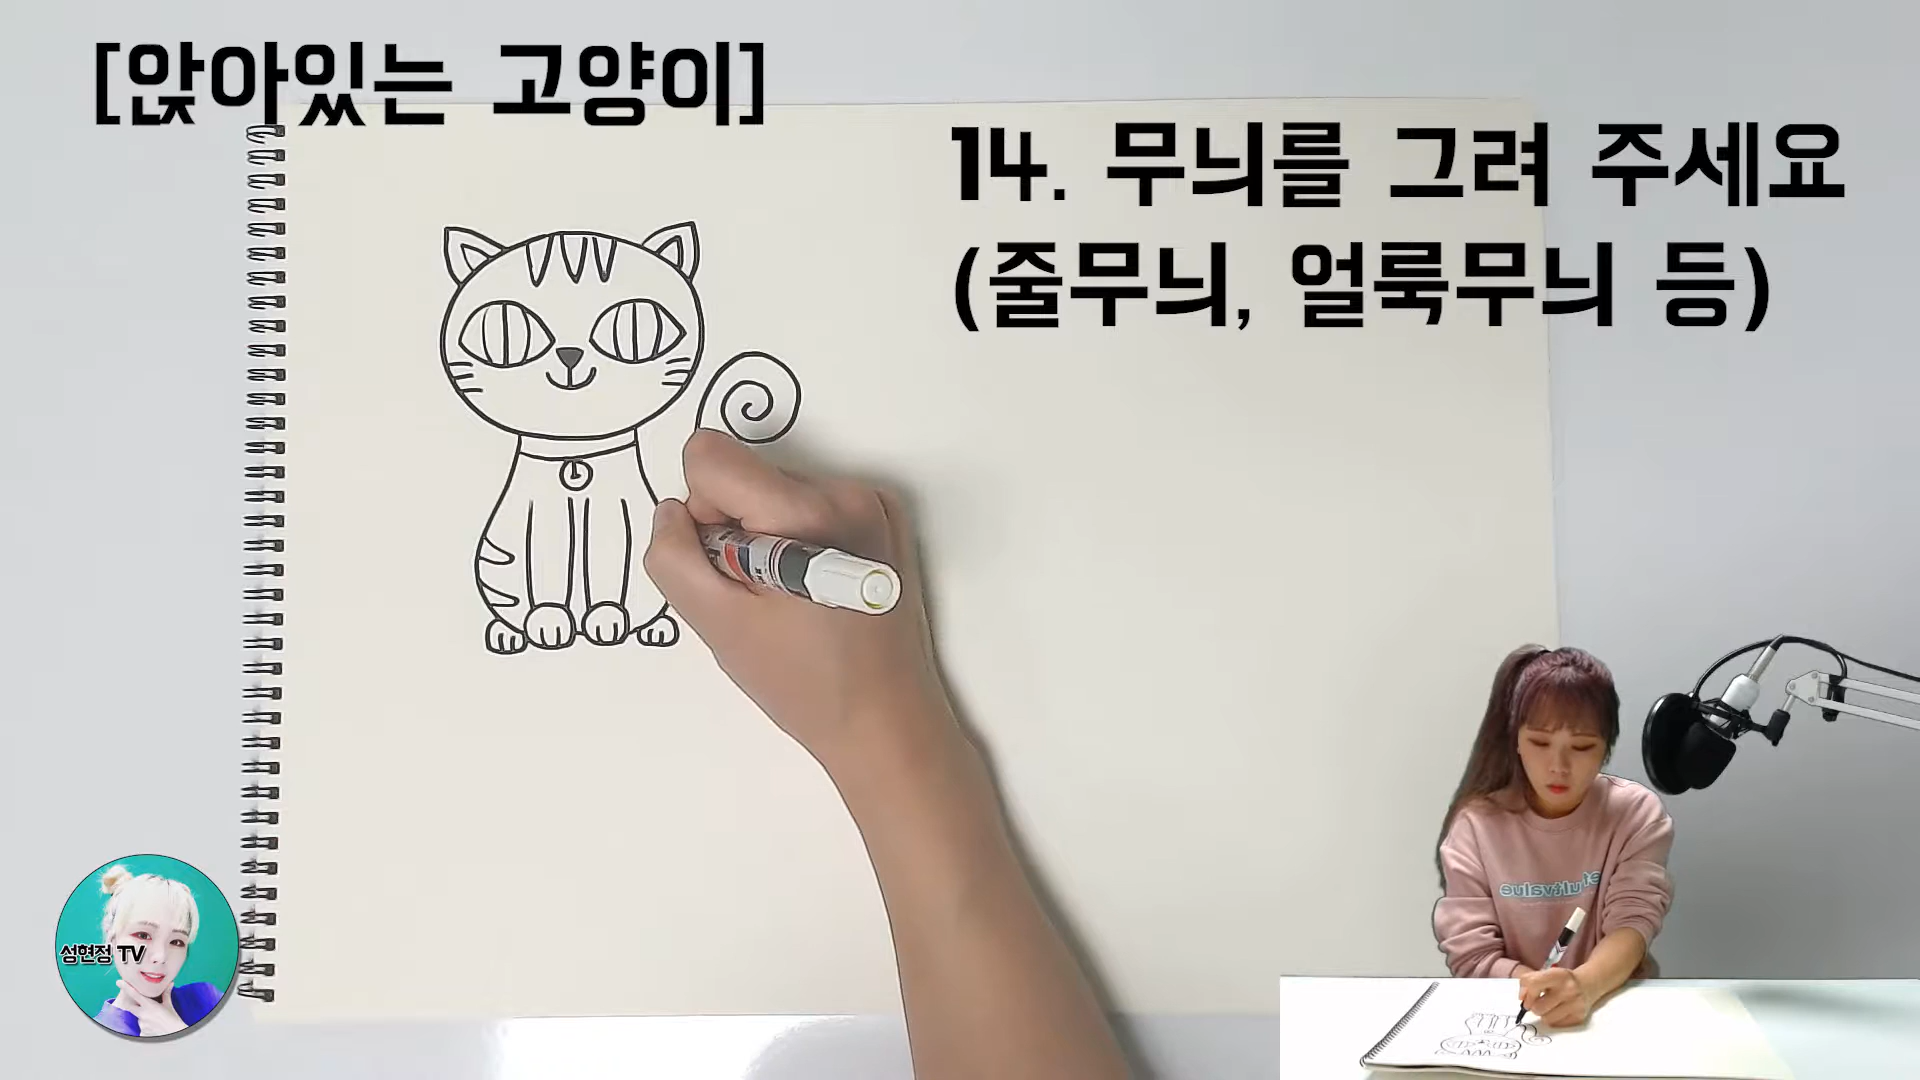 [앉아있는 고양이]
14. 무늬를 그려 주세요
(줄무늬, 얼룩무늬 등)
성현정 TV